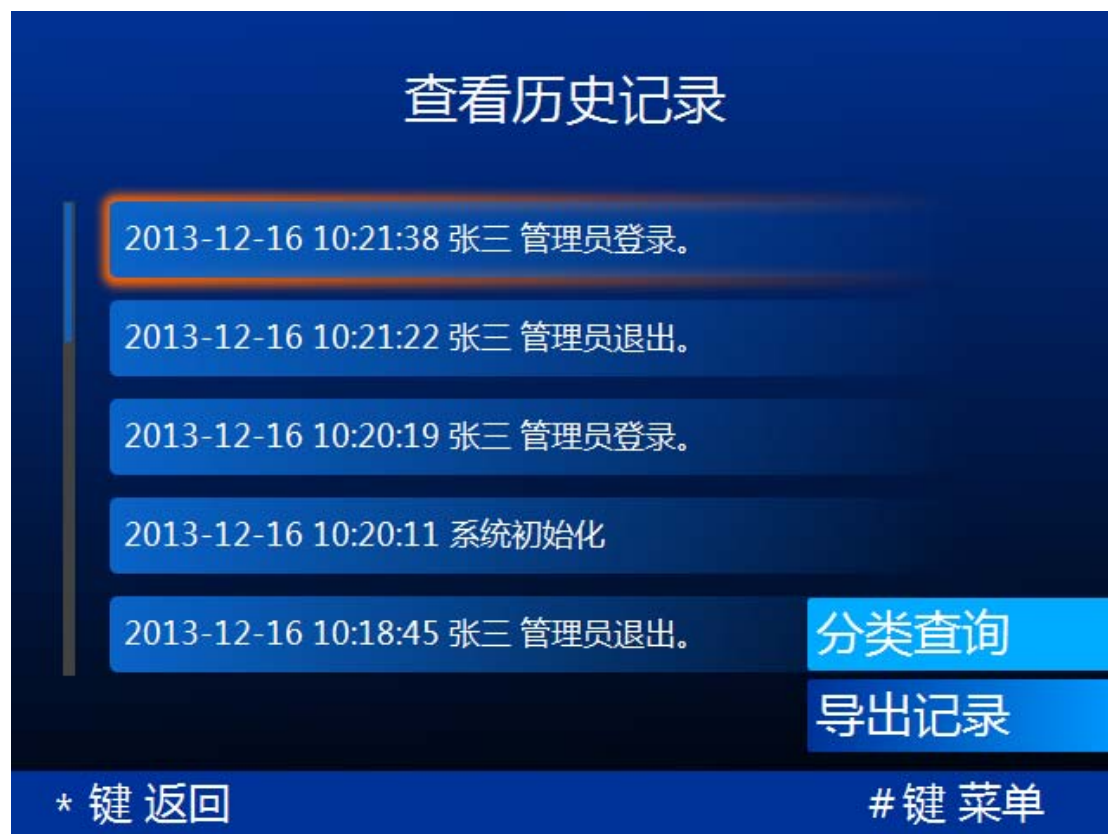 查看历史记录
2013-12-16 10:21:38 张三 管理员登录。
2013-12-16 10:21:22 张三 管理员退出。
2013-12-16 10:20:19 张三 管理员登录。
2013-12-16 10:20:11 系统初始化
2013-12-16 10:18:45 张三 管理员退出。
分类查询
导出记录
* 键 返回 #键 菜单